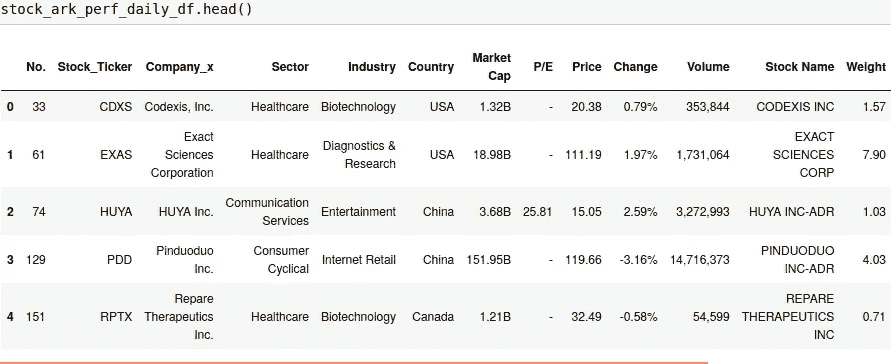 stock_ark_perf_daily_df.head()
No. Stock_Ticker Company_x Sector Industry Country Market Cap P/E Price Change Volume Stock Name Weight
0 33 CDXS Codexis, Inc. Healthcare Biotechnology USA 1.32B - 20.38 0.79% 353,844 CODEXIS INC 1.57
1 61 EXAS Exact Sciences Corporation Healthcare Diagnostics & Research USA 18.98B - 111.19 1.97% 1,731,064 EXACT SCIENCES CORP 7.90
2 74 HUYA HUYA Inc. Communication Services Entertainment China 3.68B 25.81 15.05 2.59% 3,272,993 HUYA INC-ADR 1.03
3 129 PDD Pinduoduo Inc. Consumer Cyclical Internet Retail China 151.95B - 119.66 -3.16% 14,716,373 PINDUODUO INC-ADR 4.03
4 151 RPTX Repare Therapeutics Inc. Healthcare Biotechnology Canada 1.21B - 32.49 -0.58% 54,599 REPARE THERAPEUTICS INC 0.71